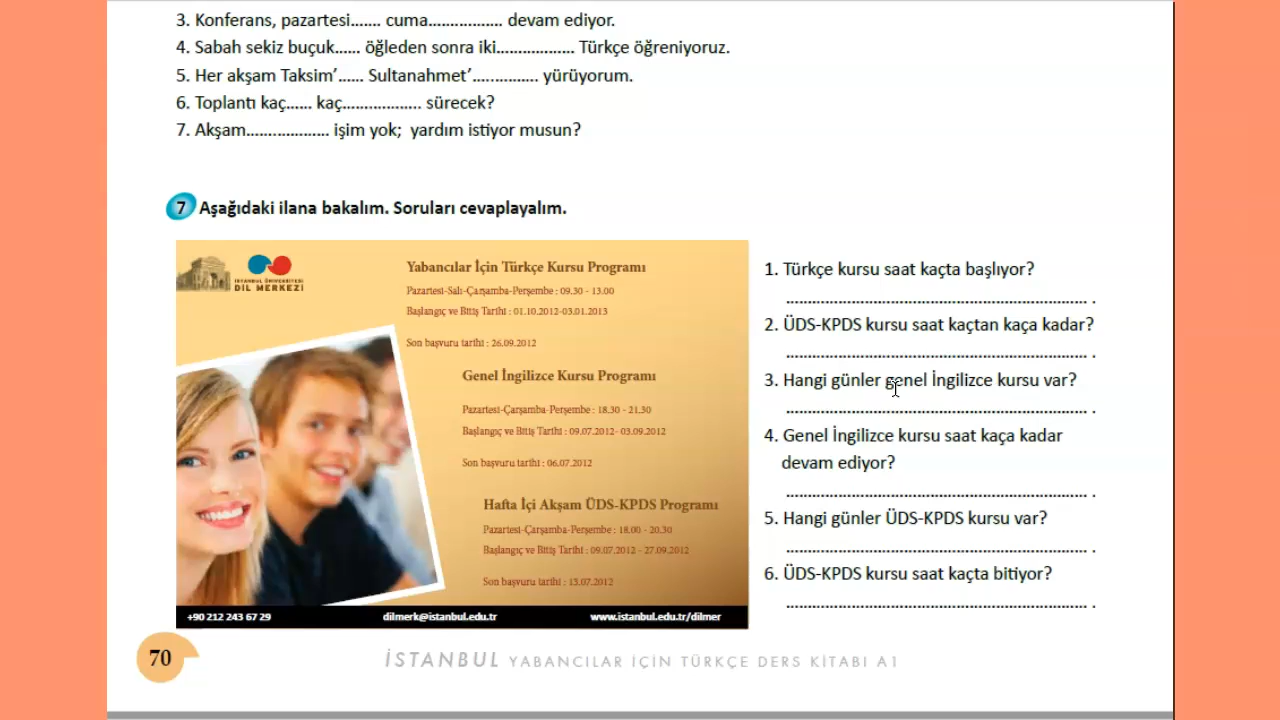 3. Konferans, pazartesi....... cuma................. devam ediyor.
4. Sabah sekiz buçuk...... öğleden sonra iki.................. Türkçe öğreniyoruz.
5. Her akşam Taksim’...... Sultanahmet’................ yürüyorum.
6. Toplantı kaç...... kaç.................. sürecek?
7. Akşam................... işim yok; yardım istiyor musun?
7 Aşağıdaki ilana bakalım. Soruları cevaplayalım.
İSTANBUL ÜNİVERSİTESİ
DİL MERKEZİ
Yabancılar İçin Türkçe Kursu Programı
Pazartesi-Salı-Çarşamba-Perşembe : 09.30 - 13.00
Başlangıç ve Bitiş Tarihi : 01.10.2012-03.01.2013
Son başvuru tarihi : 26.09.2012
Genel İngilizce Kursu Programı
Pazartesi-Çarşamba-Perşembe : 18.30 - 21.30
Başlangıç ve Bitiş Tarihi : 09.07.2012- 03.09.2012
Son başvuru tarihi : 06.07.2012
Hafta İçi Akşam ÜDS-KPDS Programı
Pazartesi-Çarşamba-Perşembe : 18.00 - 20.30
Başlangıç ve Bitiş Tarihi : 09.07.2012 - 27.09.2012
Son başvuru tarihi : 13.07.2012
+90 212 243 67 29 dilmerk@istanbul.edu.tr www.istanbul.edu.tr/dilmer
1. Türkçe kursu saat kaçta başlıyor?
.................................................................. .
2. ÜDS-KPDS kursu saat kaçtan kaça kadar?
.................................................................. .
3. Hangi günler genel İngilizce kursu var?
.................................................................. .
4. Genel İngilizce kursu saat kaça kadar
devam ediyor?
.................................................................. .
5. Hangi günler ÜDS-KPDS kursu var?
.................................................................. .
6. ÜDS-KPDS kursu saat kaçta bitiyor?
.................................................................. .
70
İSTANBUL YABANCILAR İÇİN TÜRKÇE DERS KİTABI A1